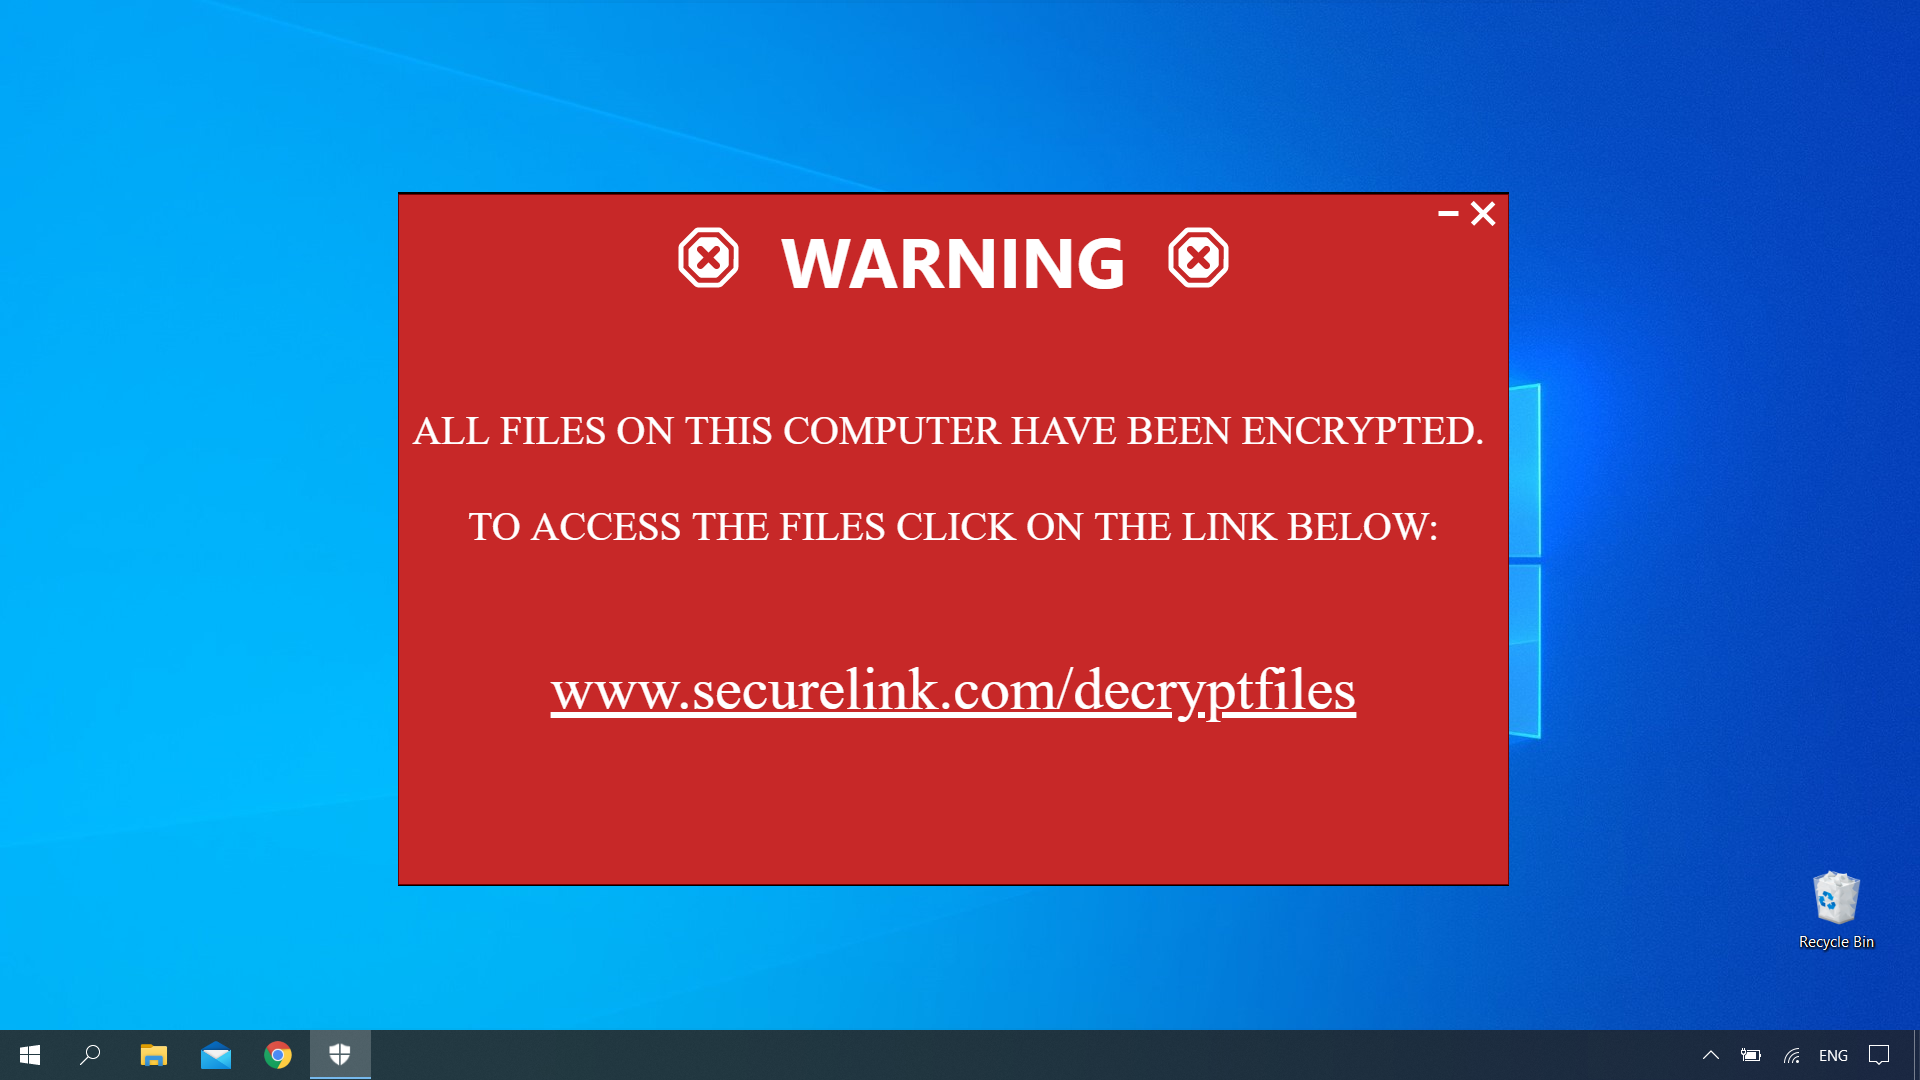 WARNING
ALL FILES ON THIS COMPUTER HAVE BEEN ENCRYPTED.
TO ACCESS THE FILES CLICK ON THE LINK BELOW:
www.securelink.com/decryptfiles
Recycle Bin
ENG